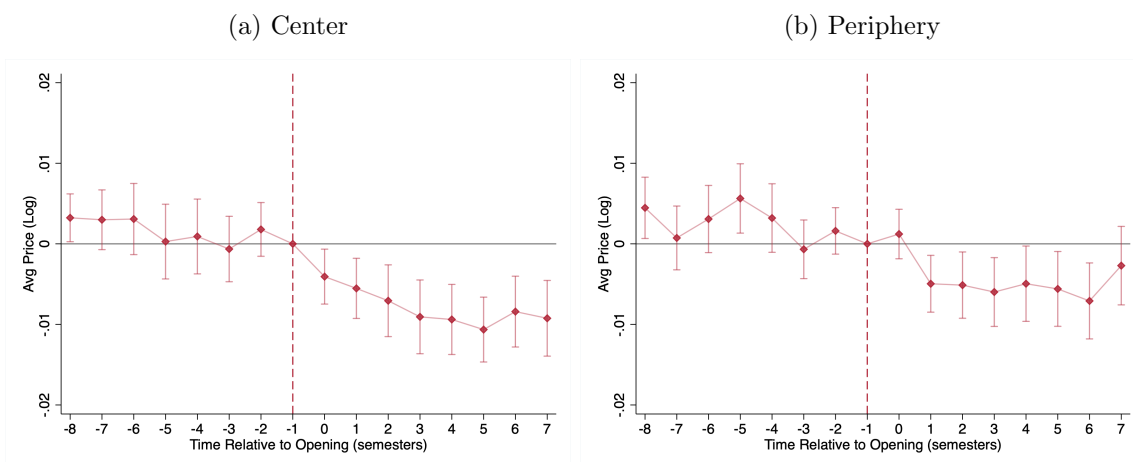 (a) Center
.02
.01
0
-.01
-.02
Avg Price (Log)
-8 -7 -6 -5 -4 -3 -2 -1 0 1 2 3 4 5 6 7
Time Relative to Opening (semesters)
(b) Periphery
.02
.01
0
-.01
-.02
Avg Price (Log)
-8 -7 -6 -5 -4 -3 -2 -1 0 1 2 3 4 5 6 7
Time Relative to Opening (semesters)